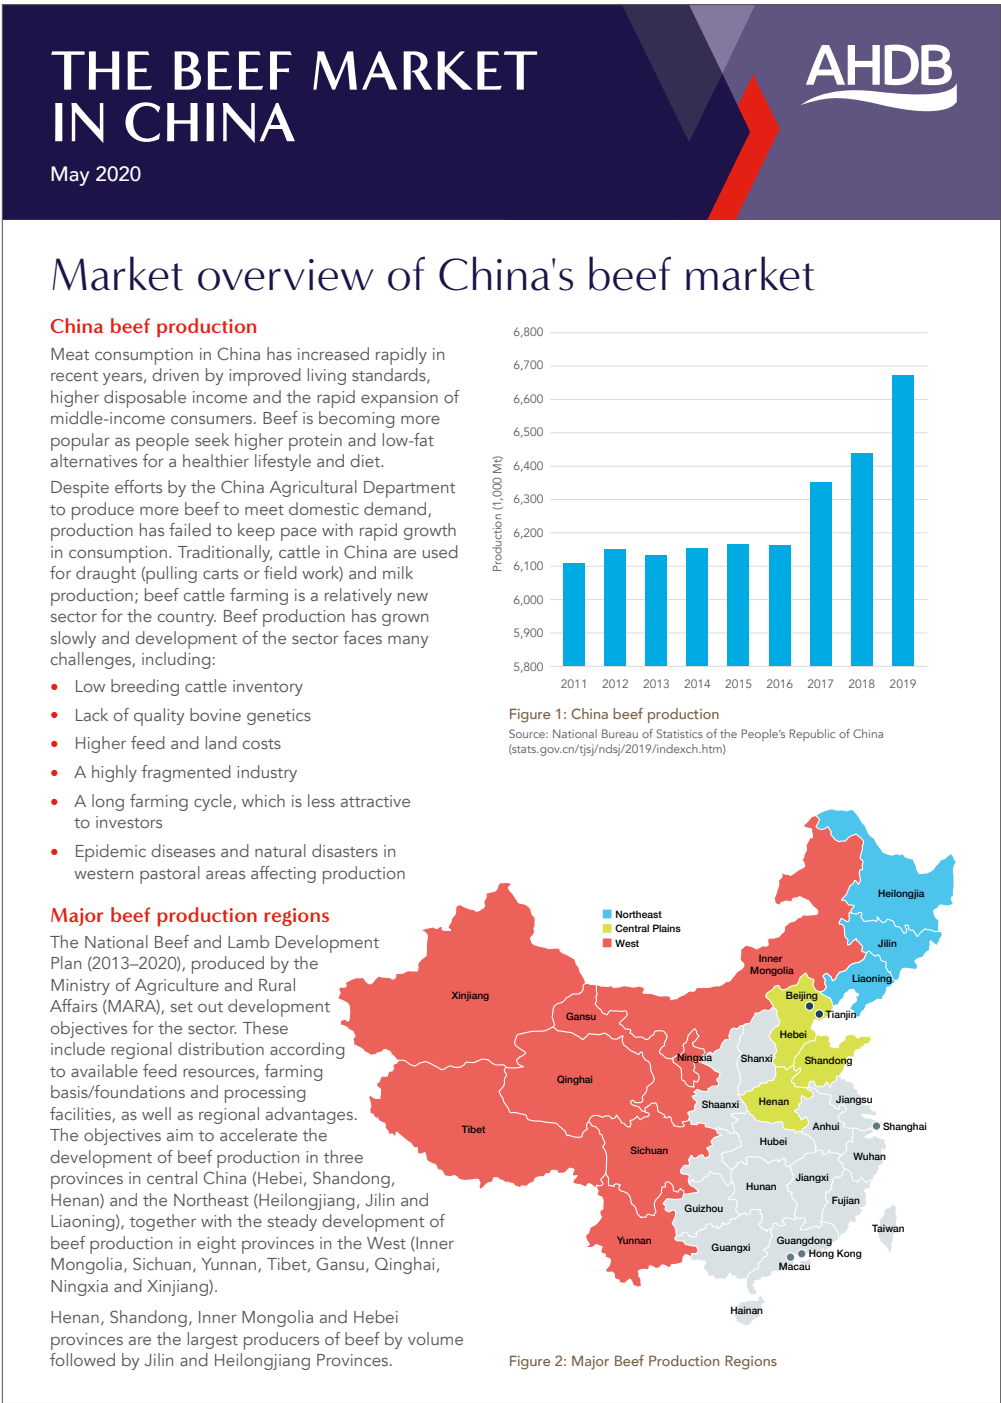 THE BEEF MARKET
IN CHINA
May 2020
AHDB
Market overview of China's beef market
China beef production
Meat consumption in China has increased rapidly in
recent years, driven by improved living standards,
higher disposable income and the rapid expansion of
middle-income consumers. Beef is becoming more
popular as people seek higher protein and low-fat
alternatives for a healthier lifestyle and diet.
Despite efforts by the China Agricultural Department
to produce more beef to meet domestic demand,
production has failed to keep pace with rapid growth
in consumption. Traditionally, cattle in China are used
for draught (pulling carts or field work) and milk
production; beef cattle farming is a relatively new
sector for the country. Beef production has grown
slowly and development of the sector faces many
challenges, including:
• Low breeding cattle inventory
• Lack of quality bovine genetics
• Higher feed and land costs
• A highly fragmented industry
• A long farming cycle, which is less attractive
to investors
• Epidemic diseases and natural disasters in
western pastoral areas affecting production
Major beef production regions
The National Beef and Lamb Development
Plan (2013–2020), produced by the
Ministry of Agriculture and Rural
Affairs (MARA), set out development
objectives for the sector. These
include regional distribution according
to available feed resources, farming
basis/foundations and processing
facilities, as well as regional advantages.
The objectives aim to accelerate the
development of beef production in three
provinces in central China (Hebei, Shandong,
Henan) and the Northeast (Heilongjiang, Jilin and
Liaoning), together with the steady development of
beef production in eight provinces in the West (Inner
Mongolia, Sichuan, Yunnan, Tibet, Gansu, Qinghai,
Ningxia and Xinjiang).
Henan, Shandong, Inner Mongolia and Hebei
provinces are the largest producers of beef by volume
followed by Jilin and Heilongjiang Provinces.
Production (1,000 Mt)
6,800
6,700
6,600
6,500
6,400
6,300
6,200
6,100
6,000
5,900
5,800
2011 2012 2013 2014 2015 2016 2017 2018 2019
Figure 1: China beef production
Source: National Bureau of Statistics of the People's Republic of China
(stats.gov.cn/tjsj/ndsj/2019/indexch.htm)
Northeast
Central Plains
West
Heilongjia
Jilin
Liaoning
Inner
Mongolia
Beijing
Tianjin
Xinjiang
Gansu
Hebei
Ningxia
Shanxi
Shandong
Qinghai
Shaanxi
Henan
Jiangsu
Tibet
Anhui
Shanghai
Sichuan
Hubei
Wuhan
Hunan
Jiangxi
Fujian
Guizhou
Taiwan
Yunnan
Guangxi
Guangdong
Hong Kong
Macau
Hainan
Figure 2: Major Beef Production Regions